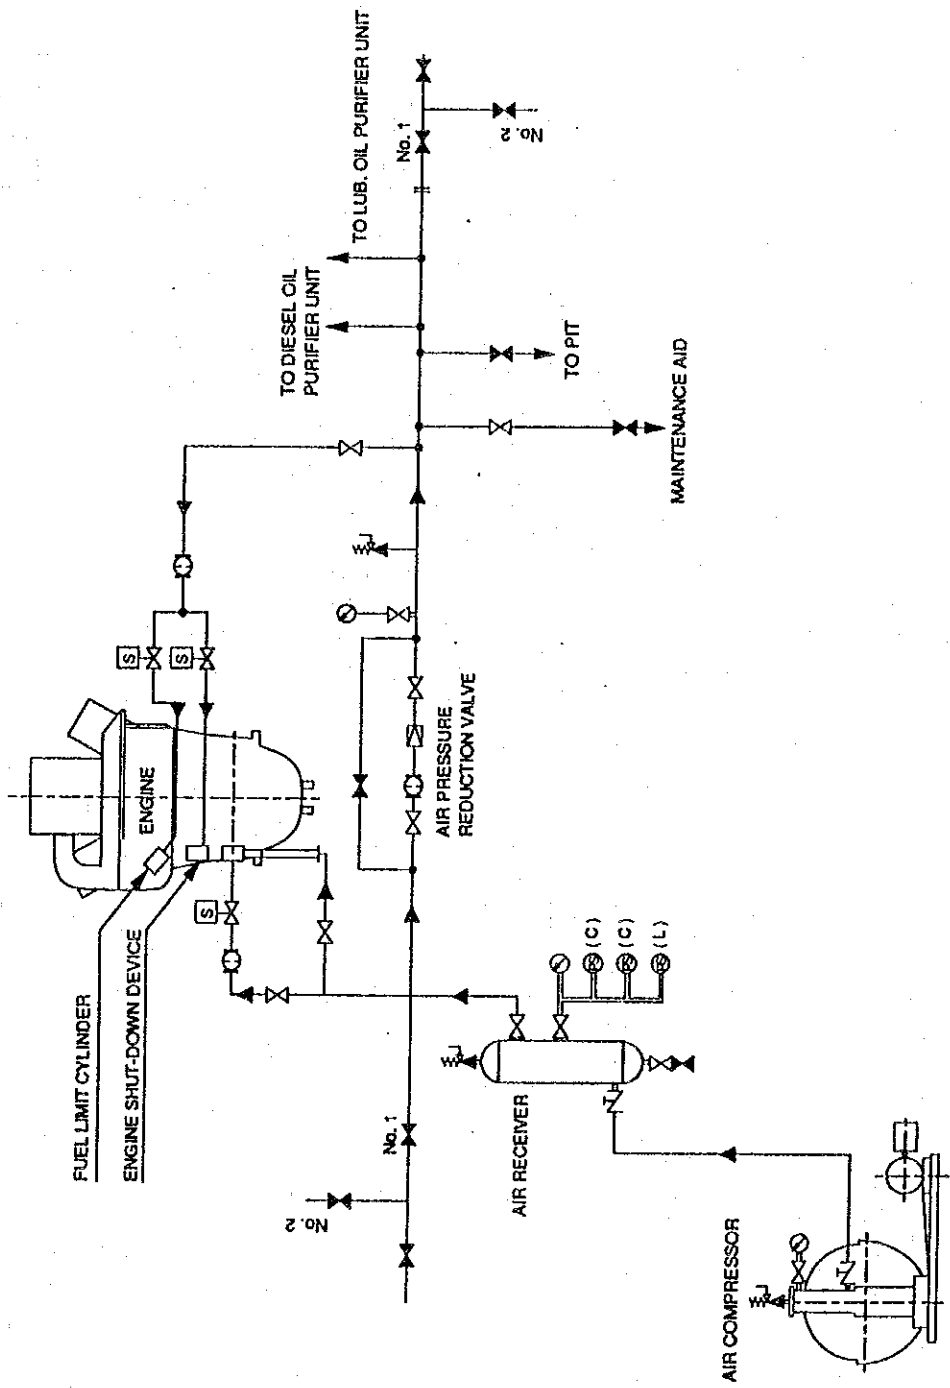 FUEL LIMIT CYLINDER
ENGINE SHUT-DOWN DEVICE
ENGINE
S
S
S
TO DIESEL OIL
PURIFIER UNIT
TO LUB. OIL PURIFIER UNIT
No. 2
No. 1
AIR PRESSURE
REDUCTION VALVE
MAINTENANCE AID
TO PIT
No. 1
No. 2
AIR RECEIVER
(C)
(C)
(L)
AIR COMPRESSOR